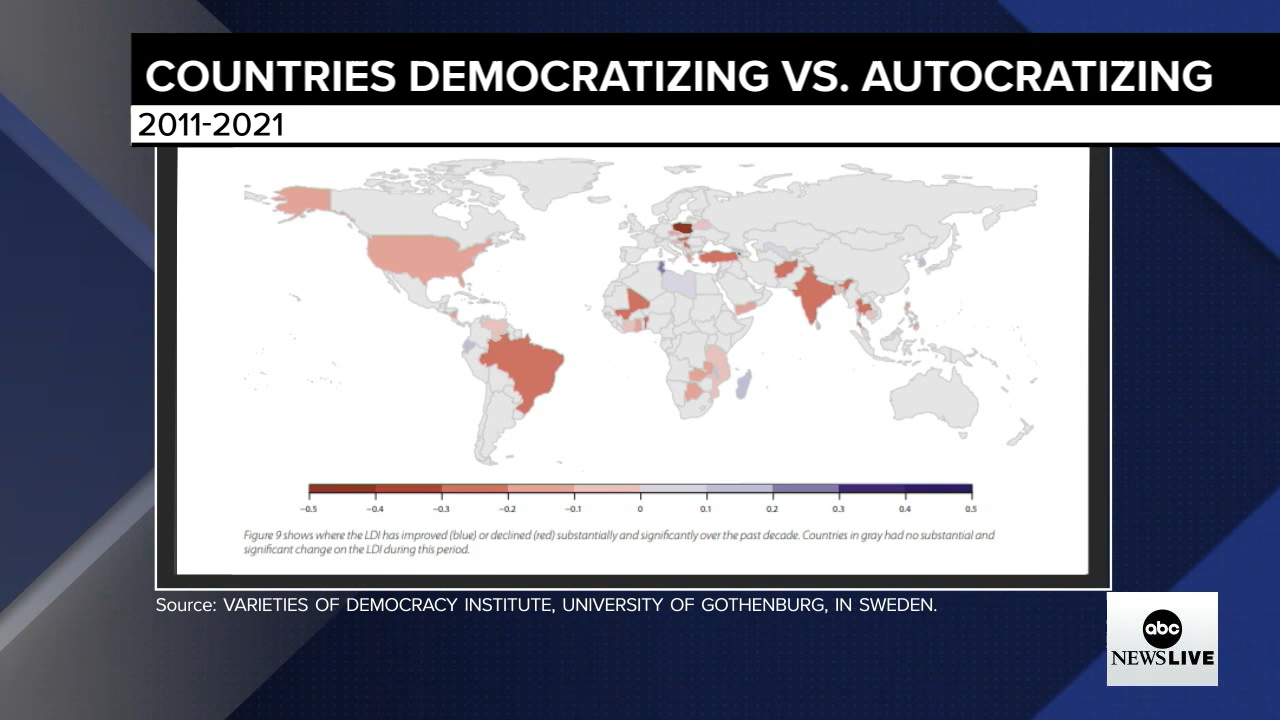 COUNTRIES DEMOCRATIZING VS. AUTOCRATIZING
2011-2021
−0.5 −0.4 −0.3 −0.2 −0.1 0 0.1 0.2 0.3 0.4 0.5
Figure 9 shows where the LDI has improved (blue) or declined (red) substantially and significantly over the past decade. Countries in gray had no substantial and
significant change on the LDI during this period.
Source: VARIETIES OF DEMOCRACY INSTITUTE, UNIVERSITY OF GOTHENBURG, IN SWEDEN.
abc
NEWSLIVE